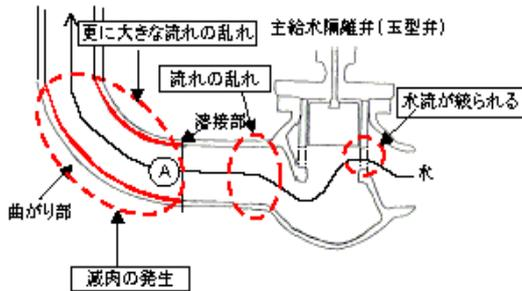 更に大きな流れの乱れ
主給水隔離弁(玉型弁)
流れの乱れ
水流が絞られる
溶接部
A
水
曲がり部
減肉の発生